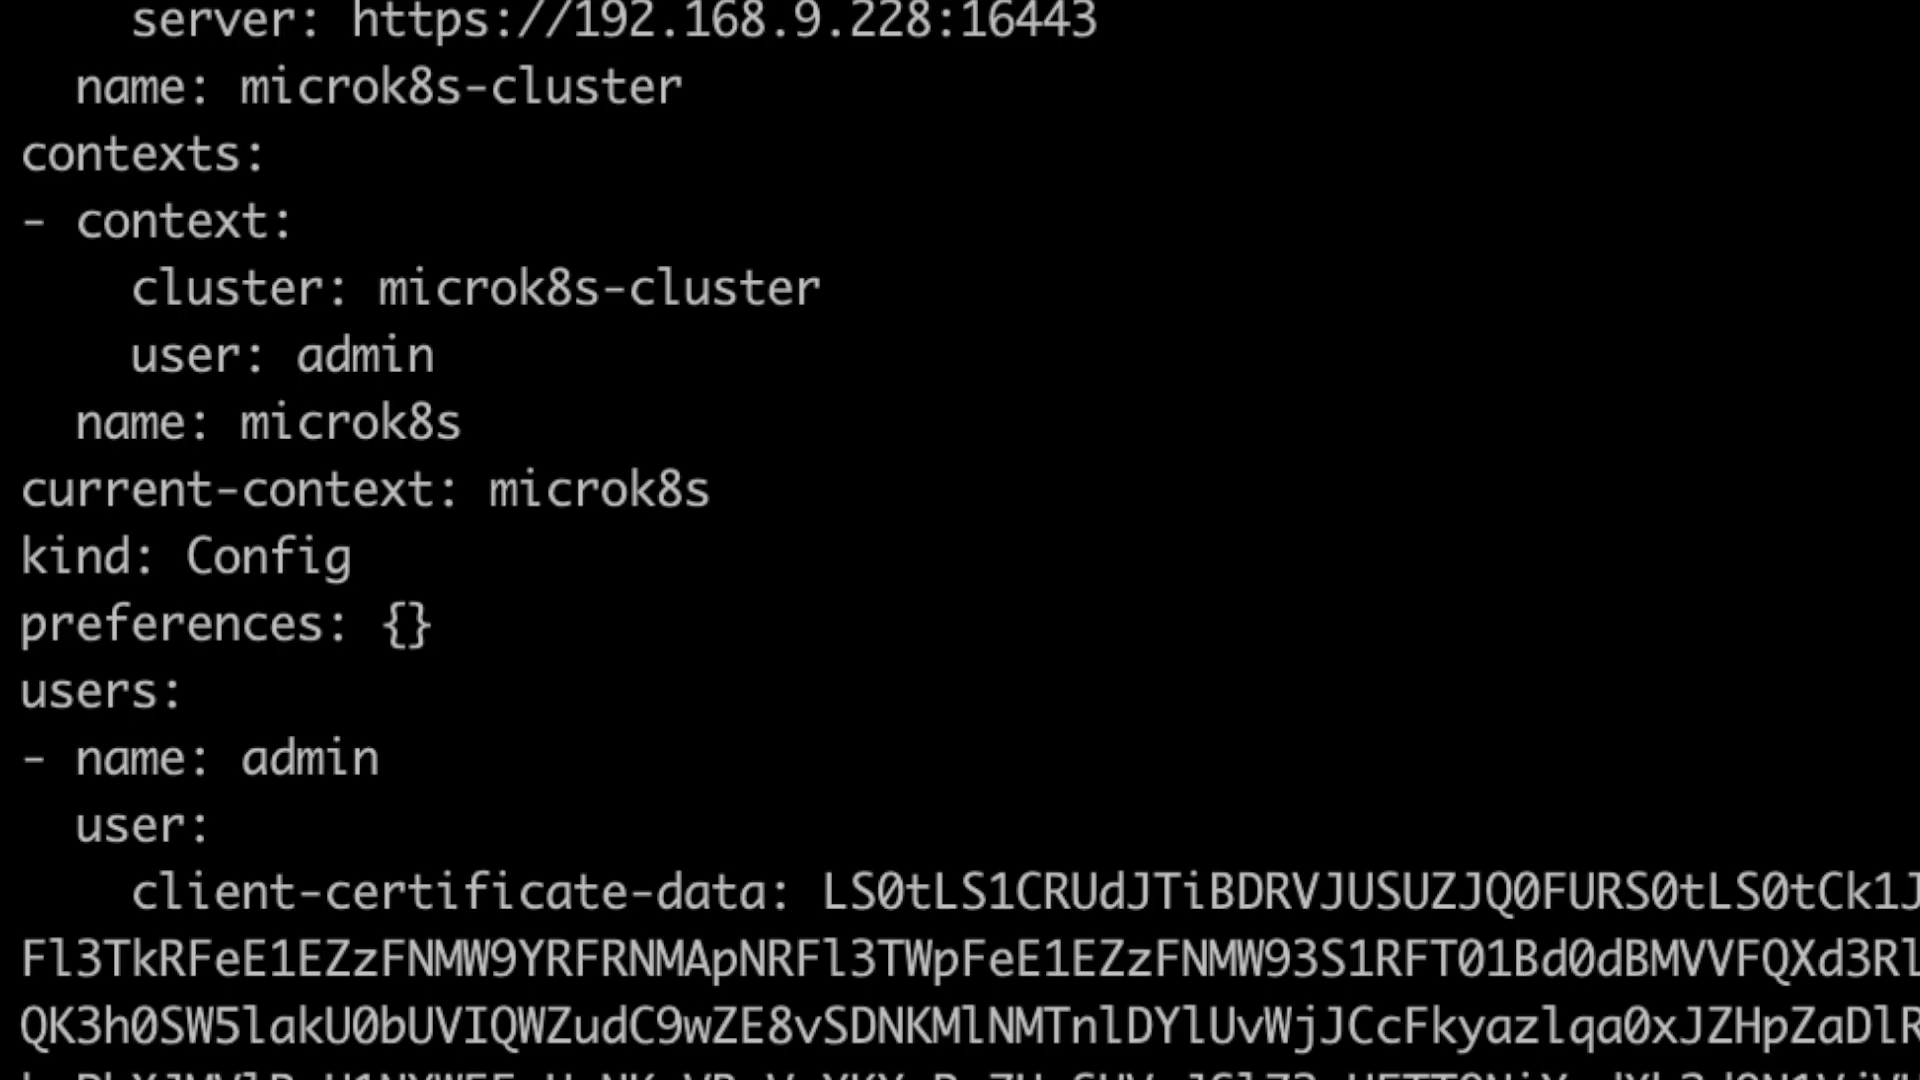 server: https://192.168.9.228:16443
name: microk8s-cluster
contexts:
- context:
cluster: microk8s-cluster
user: admin
name: microk8s
current-context: microk8s
kind: Config
preferences: {}
users:
- name: admin
user:
client-certificate-data: LS0tLS1CRUdJTiBDRVJUSUZJQ0FURS0tLS0tCk1J
Fl3TkRFeE1EZzFNMW9YRFRNMApNRFl3TWpFeE1EZzFNMW93S1RFT01Bd0dBMVVFQXd3Rl
QK3h0SW5lakU0bUVIQWZudC9wZE8vSDNKMlNMTnlDYlUvWjJCcFkyazlqa0xJZHpZaDlR